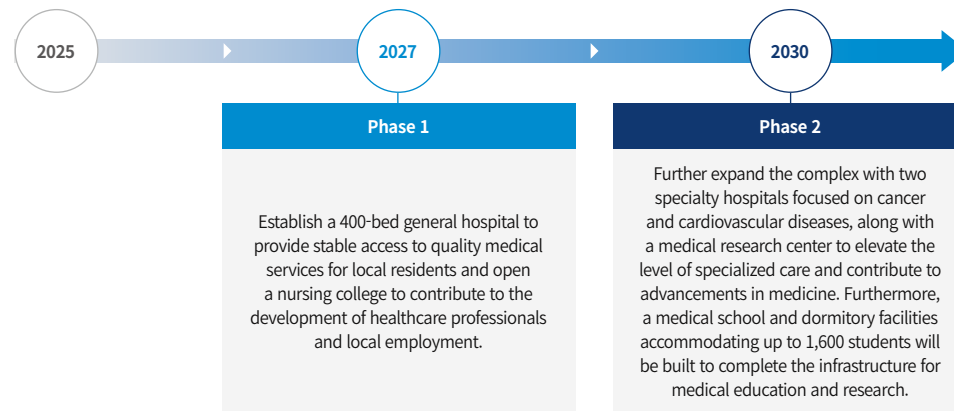 2025
2027
2030
Phase 1
Establish a 400-bed general hospital to
provide stable access to quality medical
services for local residents and open
a nursing college to contribute to the
development of healthcare professionals
and local employment.
Phase 2
Further expand the complex with two
specialty hospitals focused on cancer
and cardiovascular diseases, along with
a medical research center to elevate the
level of specialized care and contribute to
advancements in medicine. Furthermore,
a medical school and dormitory facilities
accommodating up to 1,600 students will
be built to complete the infrastructure for
medical education and research.